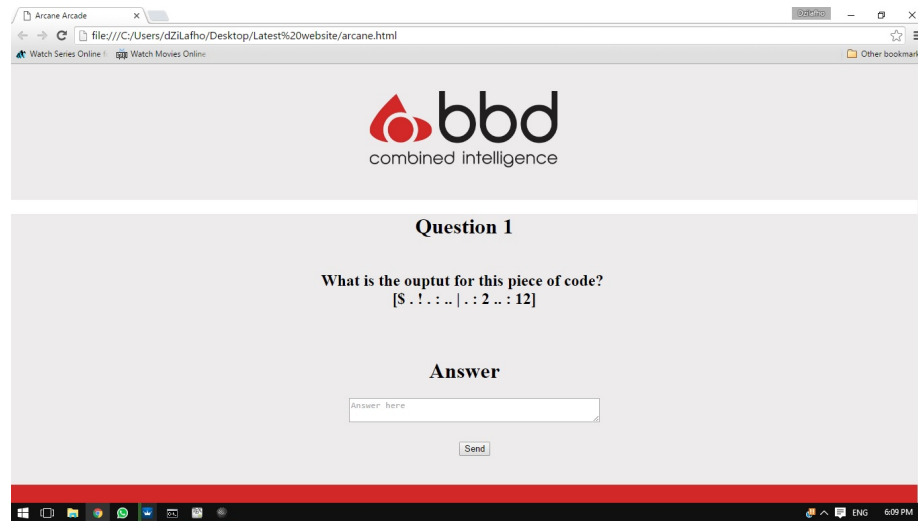 Arcane Arcade
Dzilafho
file:///C:/Users/dZiLafho/Desktop/Latest%20website/arcane.html
Watch Series Online
Watch Movies Online
Other bookmark
bbd
combined intelligence
Question 1
What is the ouptut for this piece of code?
[$ . ! . : .. | . : 2 .. : 12]
Answer
Answer here
Send
ENG
6:09 PM